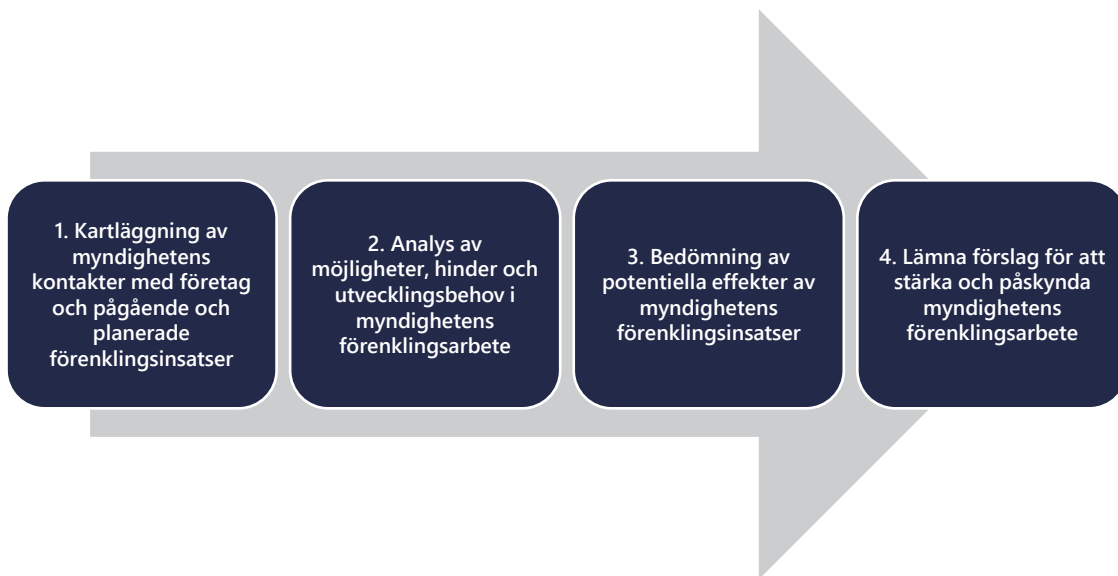 1. Kartläggning av
myndighetens
kontakter med företag
och pågående och
planerade
förenklingsinsatser
2. Analys av
möjligheter, hinder och
utvecklingsbehov i
myndighetens
förenklingsarbete
3. Bedömning av
potentiella effekter av
myndighetens
förenklingsinsatser
4. Lämna förslag för att
stärka och påskynda
myndighetens
förenklingsarbete